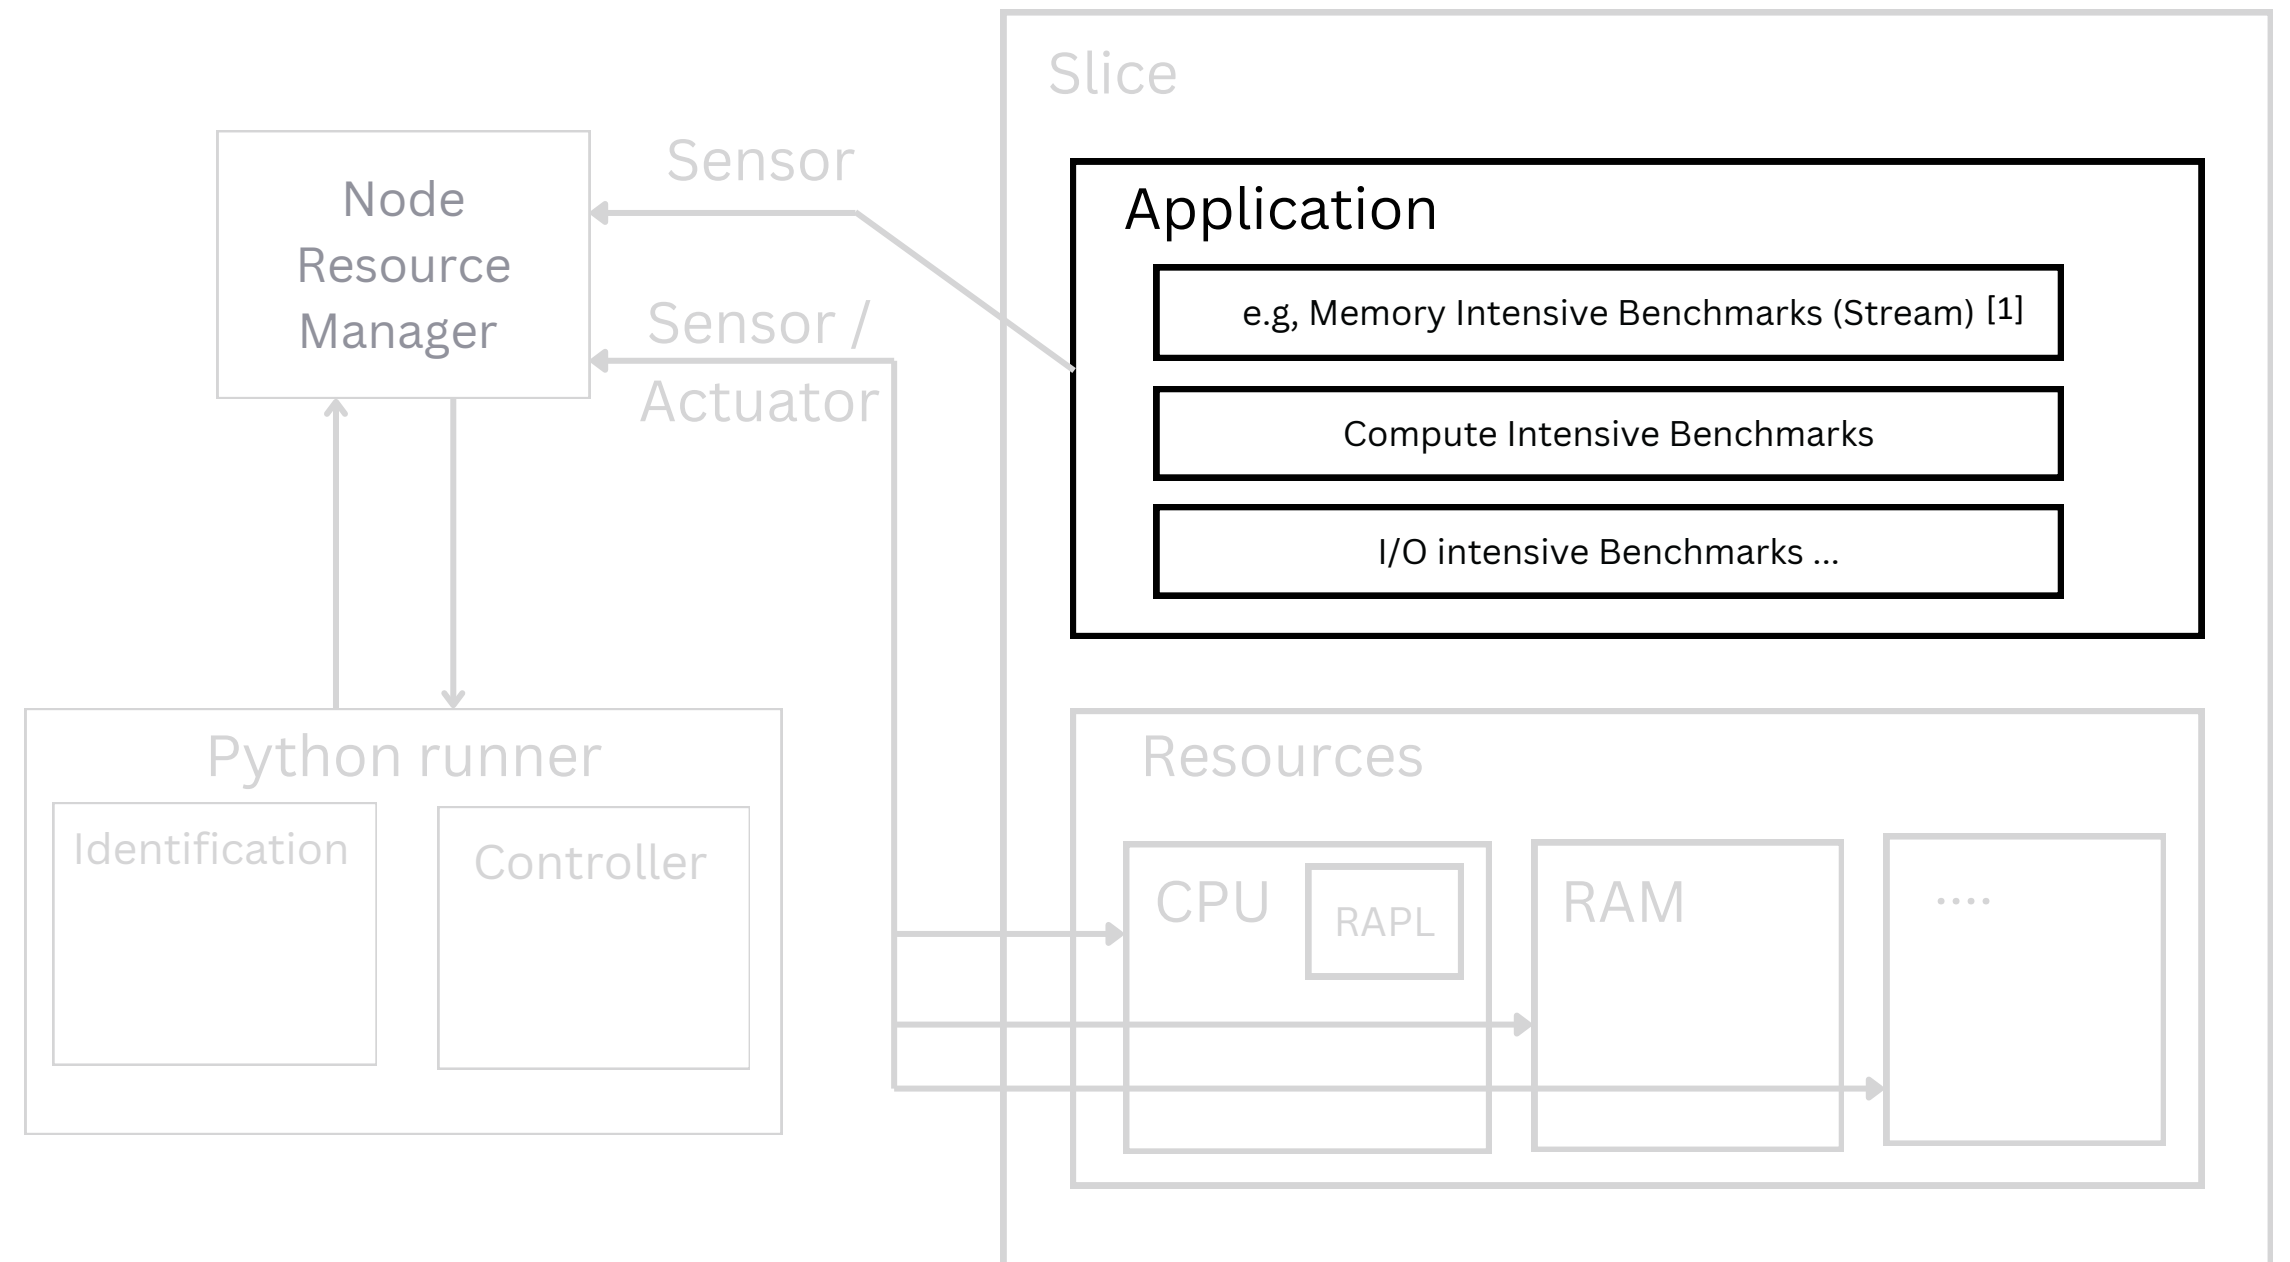 Slice
Sensor
Node
Resource
Manager
Sensor /
Actuator
Application
e.g, Memory Intensive Benchmarks (Stream) [1]
Compute Intensive Benchmarks
I/O intensive Benchmarks ...
Python runner
Identification
Controller
Resources
CPU
RAPL
RAM
....